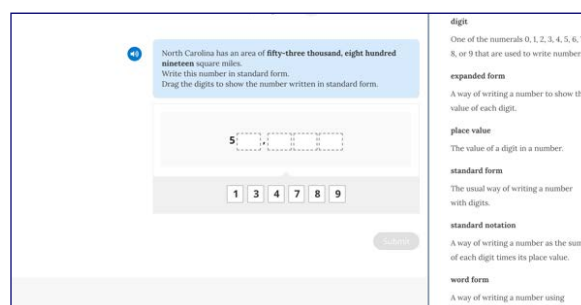 North Carolina has an area of fifty-three thousand, eight hundred
nineteen square miles.
Write this number in standard form.
Drag the digits to show the number written in standard form.
5 ,
1 3 4 7 8 9
Submit
digit
One of the numerals 0, 1, 2, 3, 4, 5, 6,
8, or 9 that are used to write number
expanded form
A way of writing a number to show th
value of each digit.
place value
The value of a digit in a number.
standard form
The usual way of writing a number
with digits.
standard notation
A way of writing a number as the sum
of each digit times its place value.
word form
A way of writing a number using